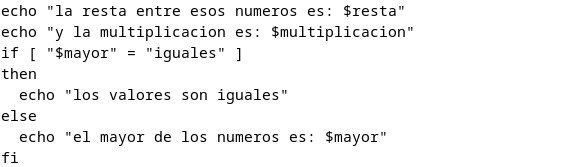 echo "la resta entre esos numeros es: $resta"
echo "y la multiplicacion es: $multiplicacion"
if [ "$mayor" = "iguales" ]
then
  echo "los valores son iguales"
else
  echo "el mayor de los numeros es: $mayor"
fi